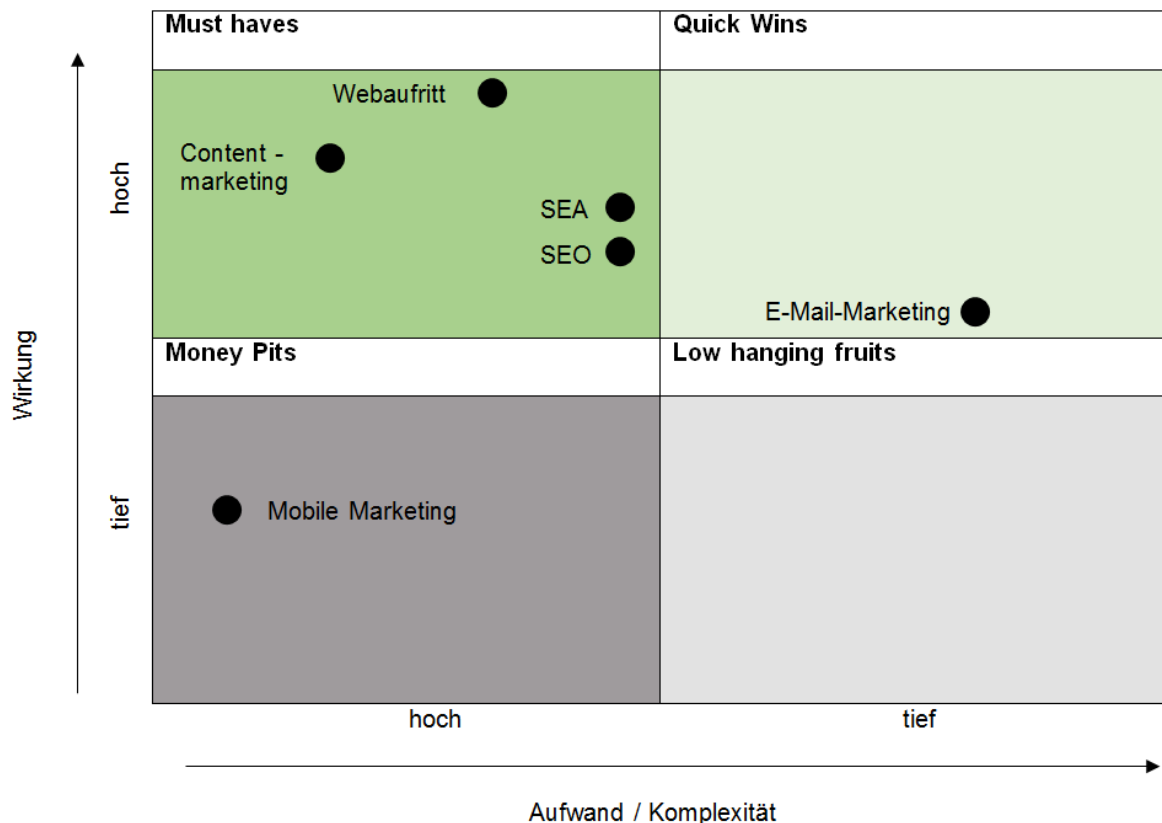 Must haves
Quick Wins
Webaufritt
Content -
marketing
SEA
SEO
E-Mail-Marketing
hoch
Money Pits
Low hanging fruits
Wirkung
Mobile Marketing
tief
hoch
tief
Aufwand / Komplexität